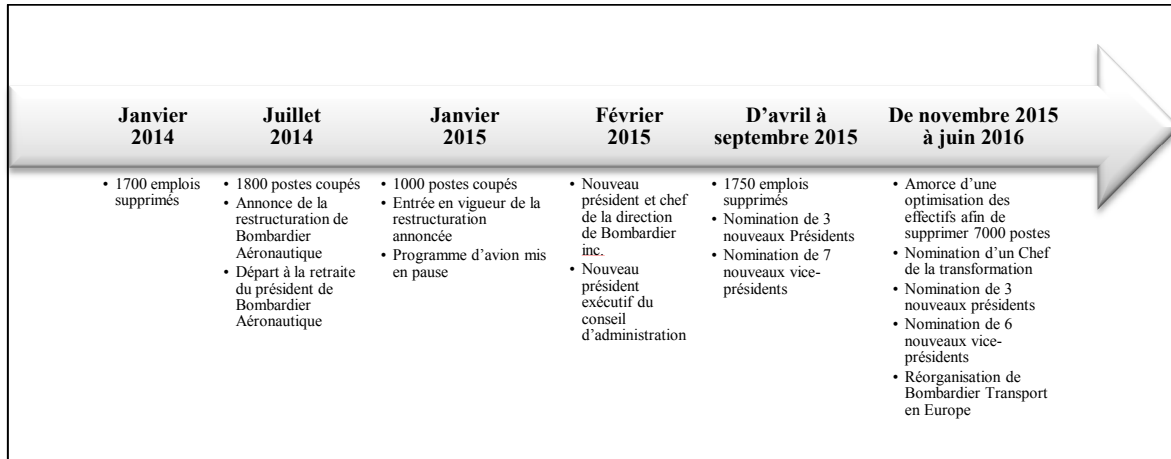 Janvier
2014
Juillet
2014
Janvier
2015
Février
2015
D’avril à
septembre 2015
De novembre 2015
à juin 2016
• 1700 emplois
supprimés
• 1800 postes coupés
• Annonce de la
restructuration de
Bombardier
Aéronautique
• Départ à la retraite
du président de
Bombardier
Aéronautique
• 1000 postes coupés
• Entrée en vigueur de la
restructuration
annoncée
• Programme d’avion mis
en pause
• Nouveau
président et chef
de la direction
de Bombardier
inc.
• Nouveau
président
exécutif du
conseil
d’administration
• 1750 emplois
supprimés
• Nomination de 3
nouveaux Présidents
• Nomination de 7
nouveaux vice-
présidents
• Amorce d’une
optimisation des
effectifs afin de
supprimer 7000 postes
• Nomination d’un Chef
de la transformation
• Nomination de 3
nouveaux présidents
• Nomination de 6
nouveaux vice-
présidents
• Réorganisation de
Bombardier Transport
en Europe